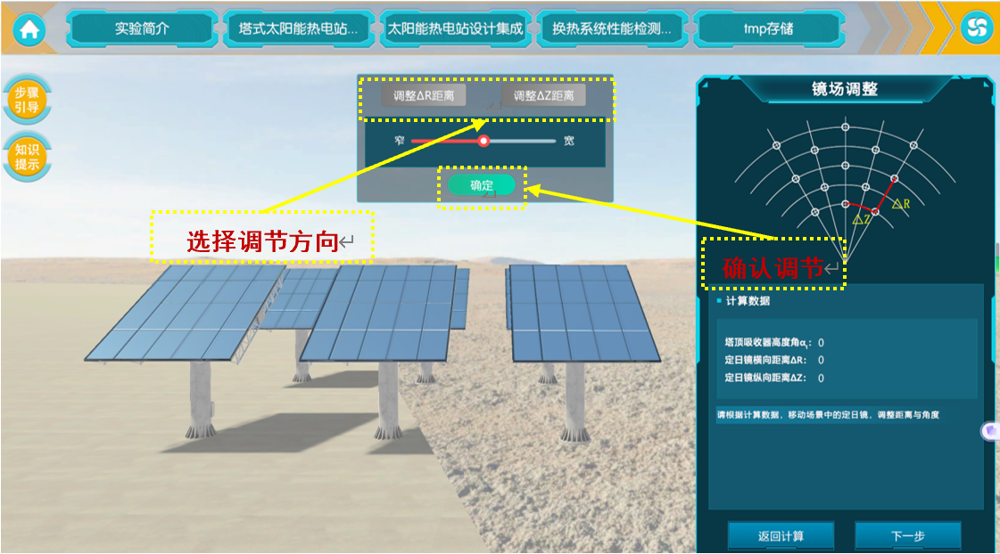 实验简介
塔式太阳能热电站...
太阳能热电站设计集成
换热系统性能检测...
tmp存储
步骤
引导
知识
提示
调整ΔR距离
调整ΔZ距离
窄
宽
确定
选择调节方向
镜场调整
△R
△Z
确认调节
计算数据
塔顶吸收器高度角αt： 0
定日镜横向距离ΔR： 0
定日镜纵向距离ΔZ： 0
请根据计算数据，移动场景中的定日镜，调整距离与角度
返回计算
下一步